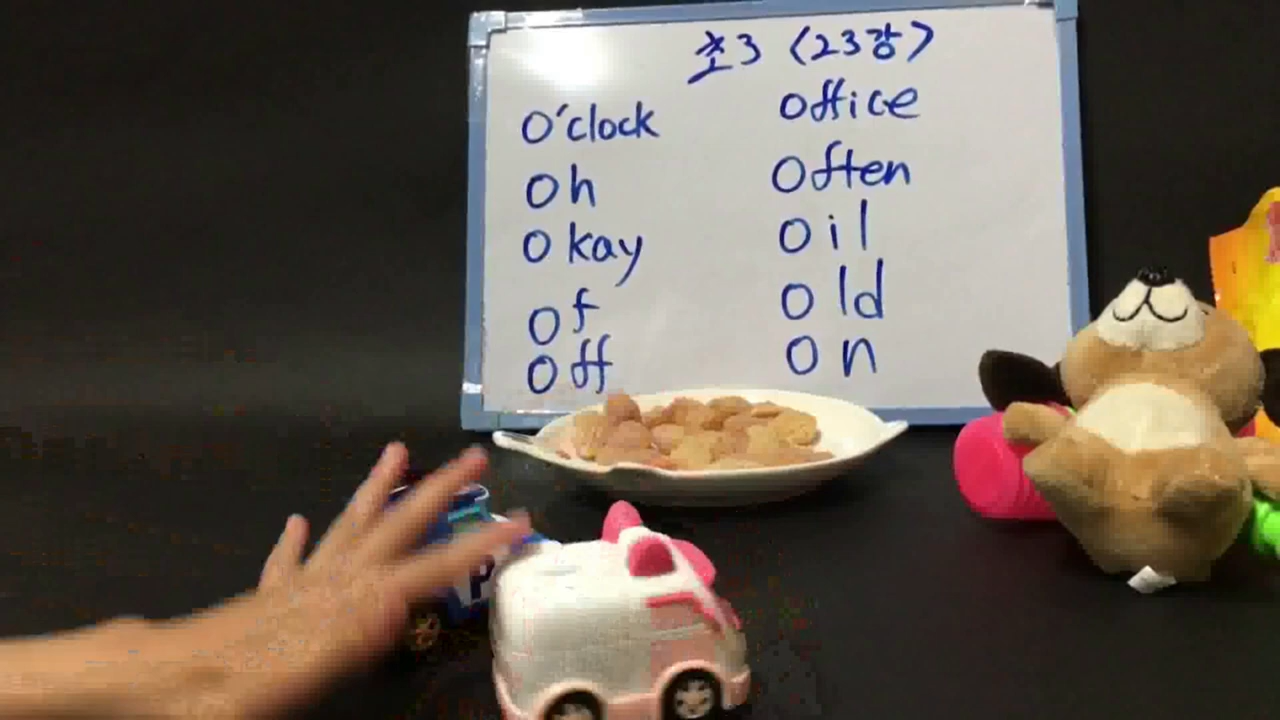 초3 <23강>
O'clock
Oh
Okay
Of
Off
Office
Often
Oil
Old
On
P